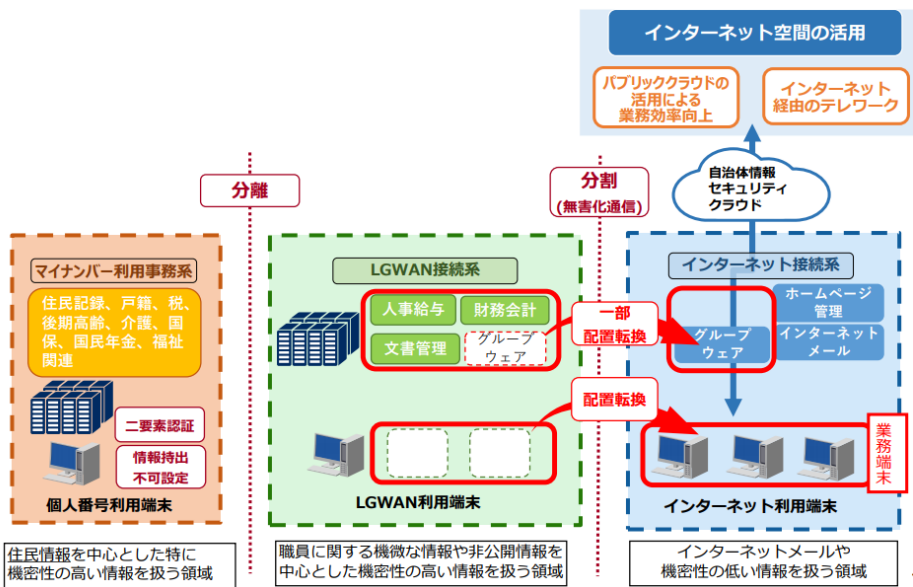 インターネット空間の活用
パブリッククラウドの
活用による
業務効率向上
インターネット
経由のテレワーク
自治体情報
セキュリティ
クラウド
分離
分割
(無害化通信)
マイナンバー利用事務系
住民記録、戸籍、税、
後期高齢、介護、国
保、国民年金、福祉
関連
二要素認証
情報持出
不可設定
個人番号利用端末
住民情報を中心とした特に
機密性の高い情報を扱う領域
LGWAN接続系
人事給与
財務会計
文書管理
グループ
ウェア
一部
配置転換
配置転換
LGWAN利用端末
職員に関する機微な情報や非公開情報を
中心とした機密性の高い情報を扱う領域
インターネット接続系
ホームページ
管理
グループ
ウェア
インターネット
メール
業務端末
インターネット利用端末
インターネットメールや
機密性の低い情報を扱う領域